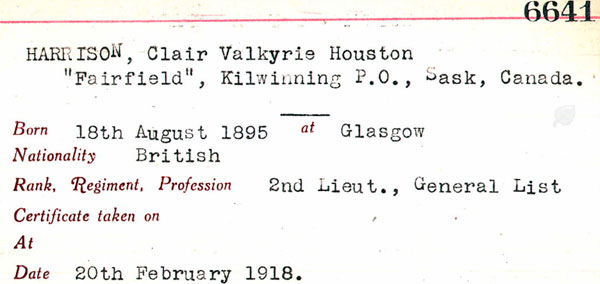 6641
HARRISON, Clair Valkyrie Houston
"Fairfield", Kilwinning P.O., Sask, Canada.
Born 18th August 1895 at Glasgow
Nationality British
Rank, Regiment, Profession 2nd Lieut., General List
Certificate taken on
At
Date 20th February 1918.